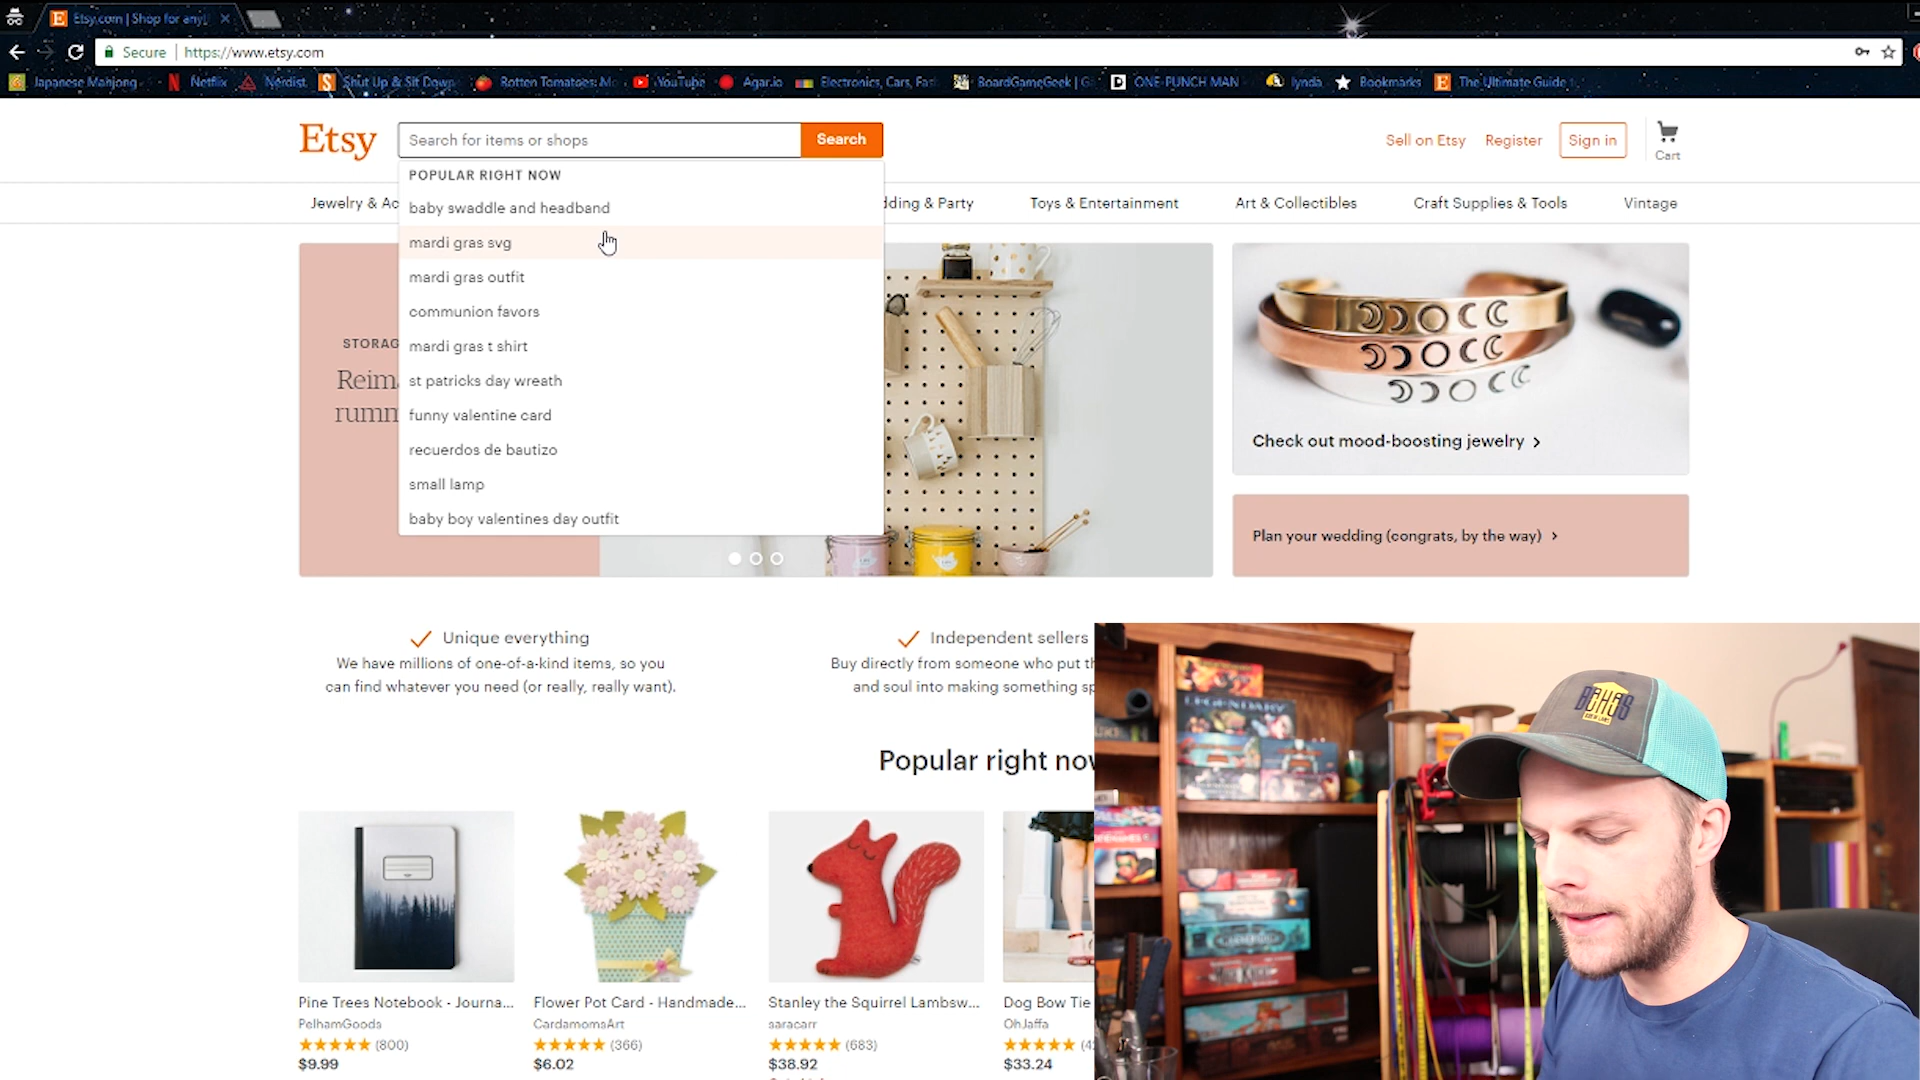 Etsy.com | Shop for any
Secure
https://www.etsy.com
Japanese Mahjong
Netflix
Nerdist
Shut Up & Sit Down
Rotten Tomatoes: Mo
YouTube
Agar.io
Electronics, Cars, Fas
BoardGameGeek | G
ONE-PUNCH MAN
lynda
Bookmarks
The Ultimate Guide
Etsy
Search for items or shops
Search
Sell on Etsy
Register
Sign in
Cart
Jewelry & Ac
dding & Party
Toys & Entertainment
Art & Collectibles
Craft Supplies & Tools
Vintage
POPULAR RIGHT NOW
baby swaddle and headband
mardi gras svg
mardi gras outfit
communion favors
mardi gras t shirt
st patricks day wreath
funny valentine card
recuerdos de bautizo
small lamp
baby boy valentines day outfit
STORAG
Reim
rumm
Check out mood-boosting jewelry
Plan your wedding (congrats, by the way)
Unique everything
We have millions of one-of-a-kind items, so you
can find whatever you need (or really, really want).
Independent sellers
Buy directly from someone who put th
and soul into making something sp
Popular right now
Pine Trees Notebook - Journa...
PelhamGoods
(800)
$9.99
Flower Pot Card - Handmade...
CardamomsArt
(366)
$6.02
Stanley the Squirrel Lambsw...
saracarr
(683)
$38.92
Dog Bow Tie
OhJaffa
$33.24
LEGENDARY